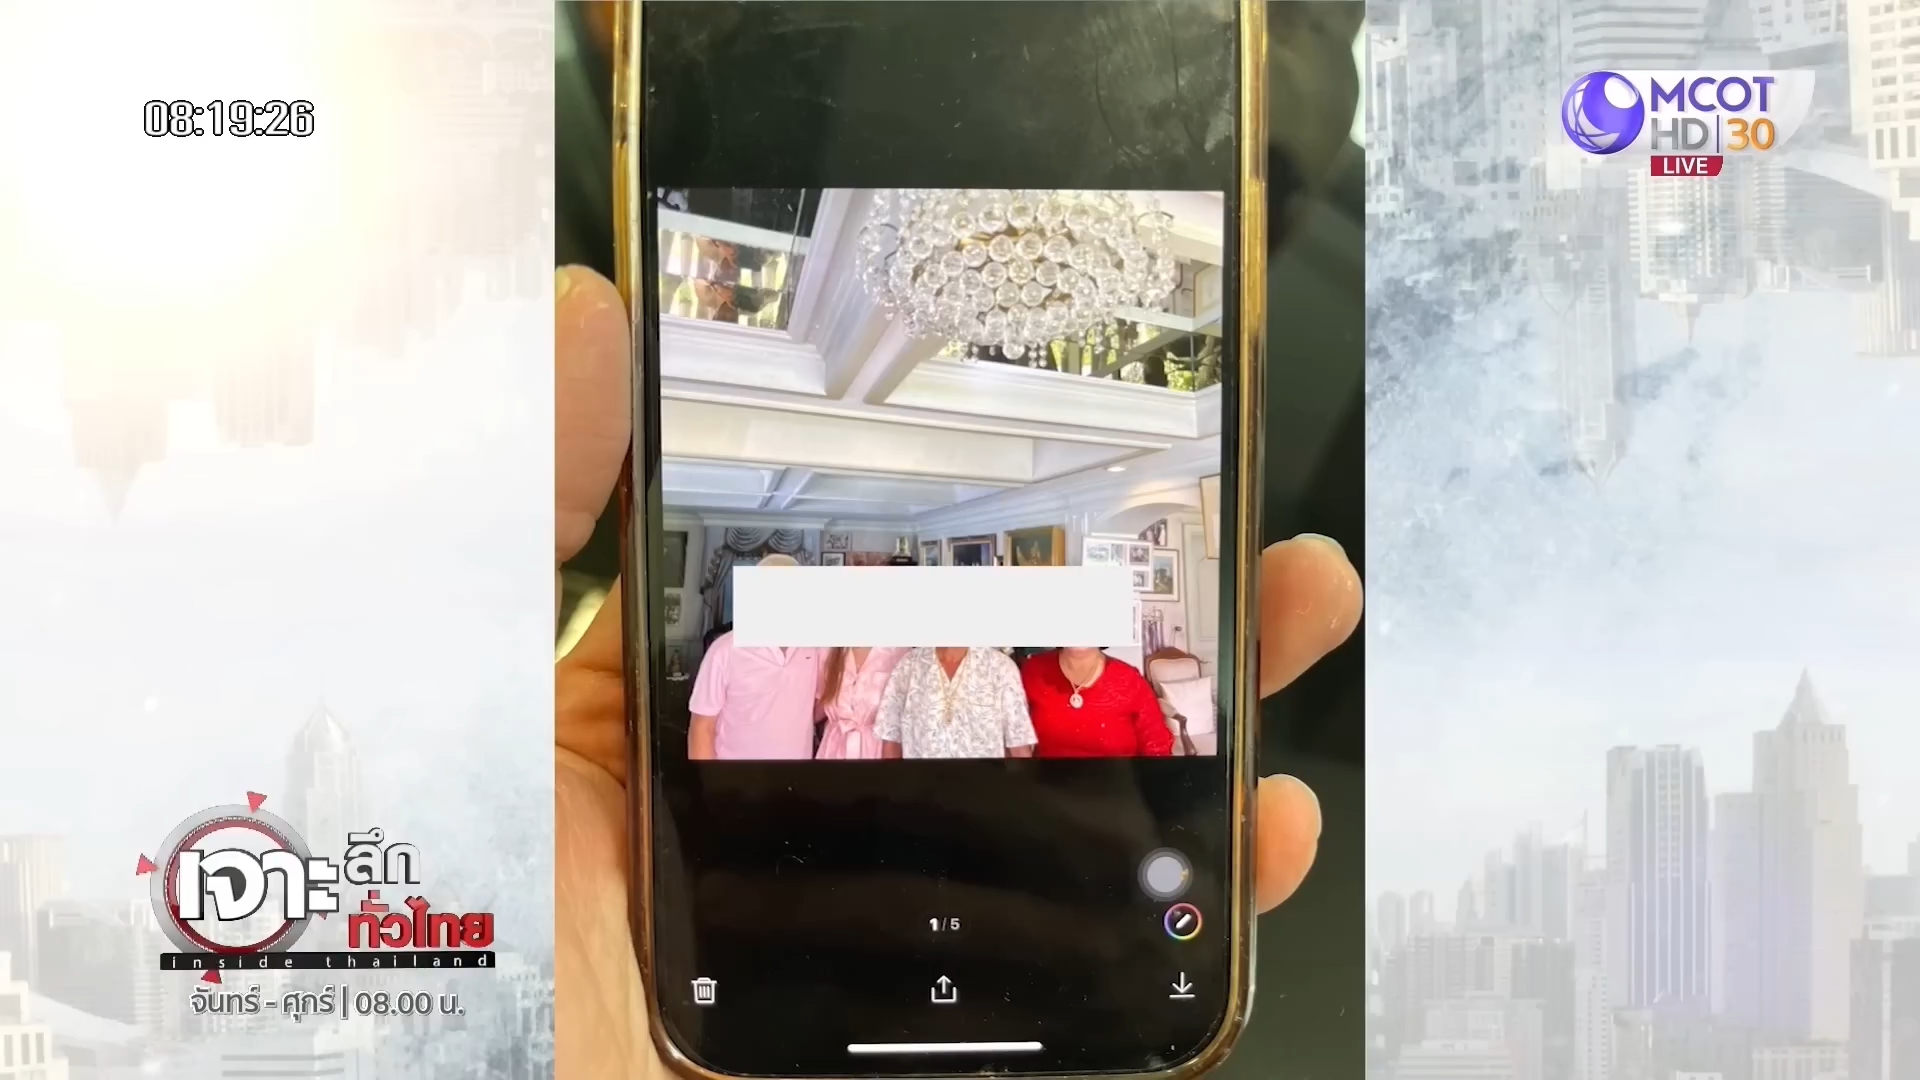 08:19:26
MCOT
HD|30
LIVE
1/5
เจาะลึก
ทั่วไทย
inside thailand
จันทร์ - ศุกร์ | 08.00 น.